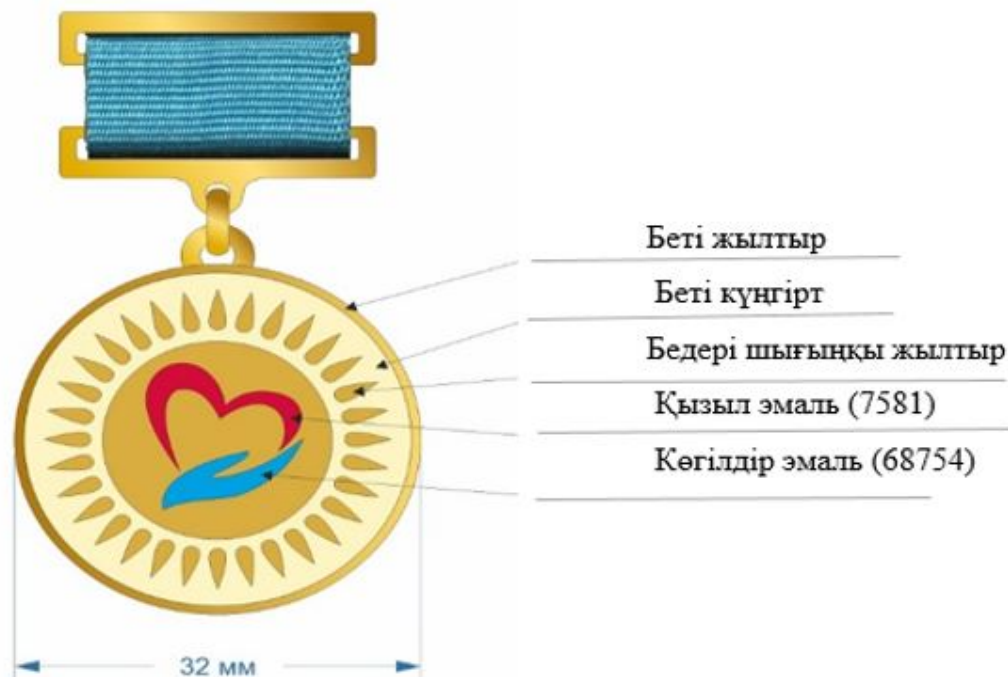 Беті жылтыр
Беті күңгірт
Бедері шығыңқы жылтыр
Қызыл эмаль (7581)
Көгілдір эмаль (68754)
32 мм